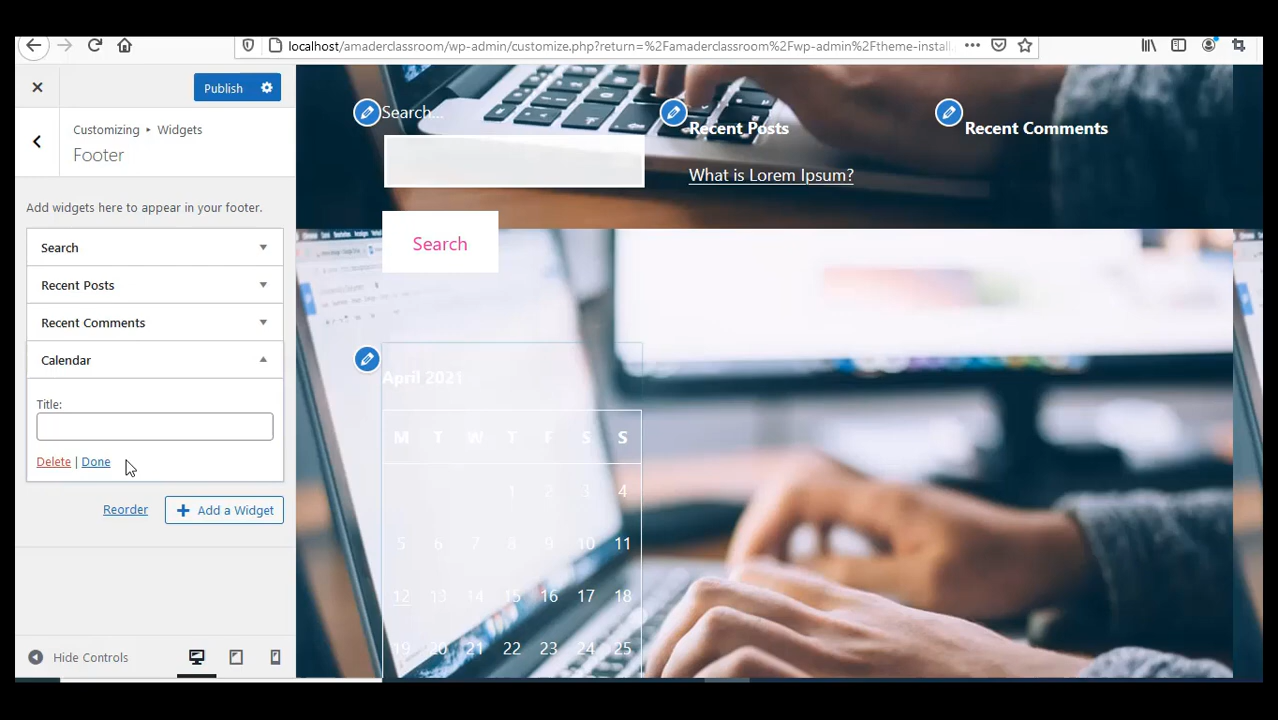 localhost/amaderclassroom/wp-admin/customize.php?return=%2Famaderclassroom%2Fwp-admin%2Ftheme-install.
Publish
Customizing ▸ Widgets
Footer
Add widgets here to appear in your footer.
Search
Recent Posts
Recent Comments
Calendar
Title:
Delete | Done
Reorder
+ Add a Widget
Hide Controls
Search...
Search
Recent Posts
What is Lorem Ipsum?
Recent Comments
April 2021
M T W T F S S
1 2 3 4
5 6 7 8 9 10 11
12 13 14 15 16 17 18
19 20 21 22 23 24 25